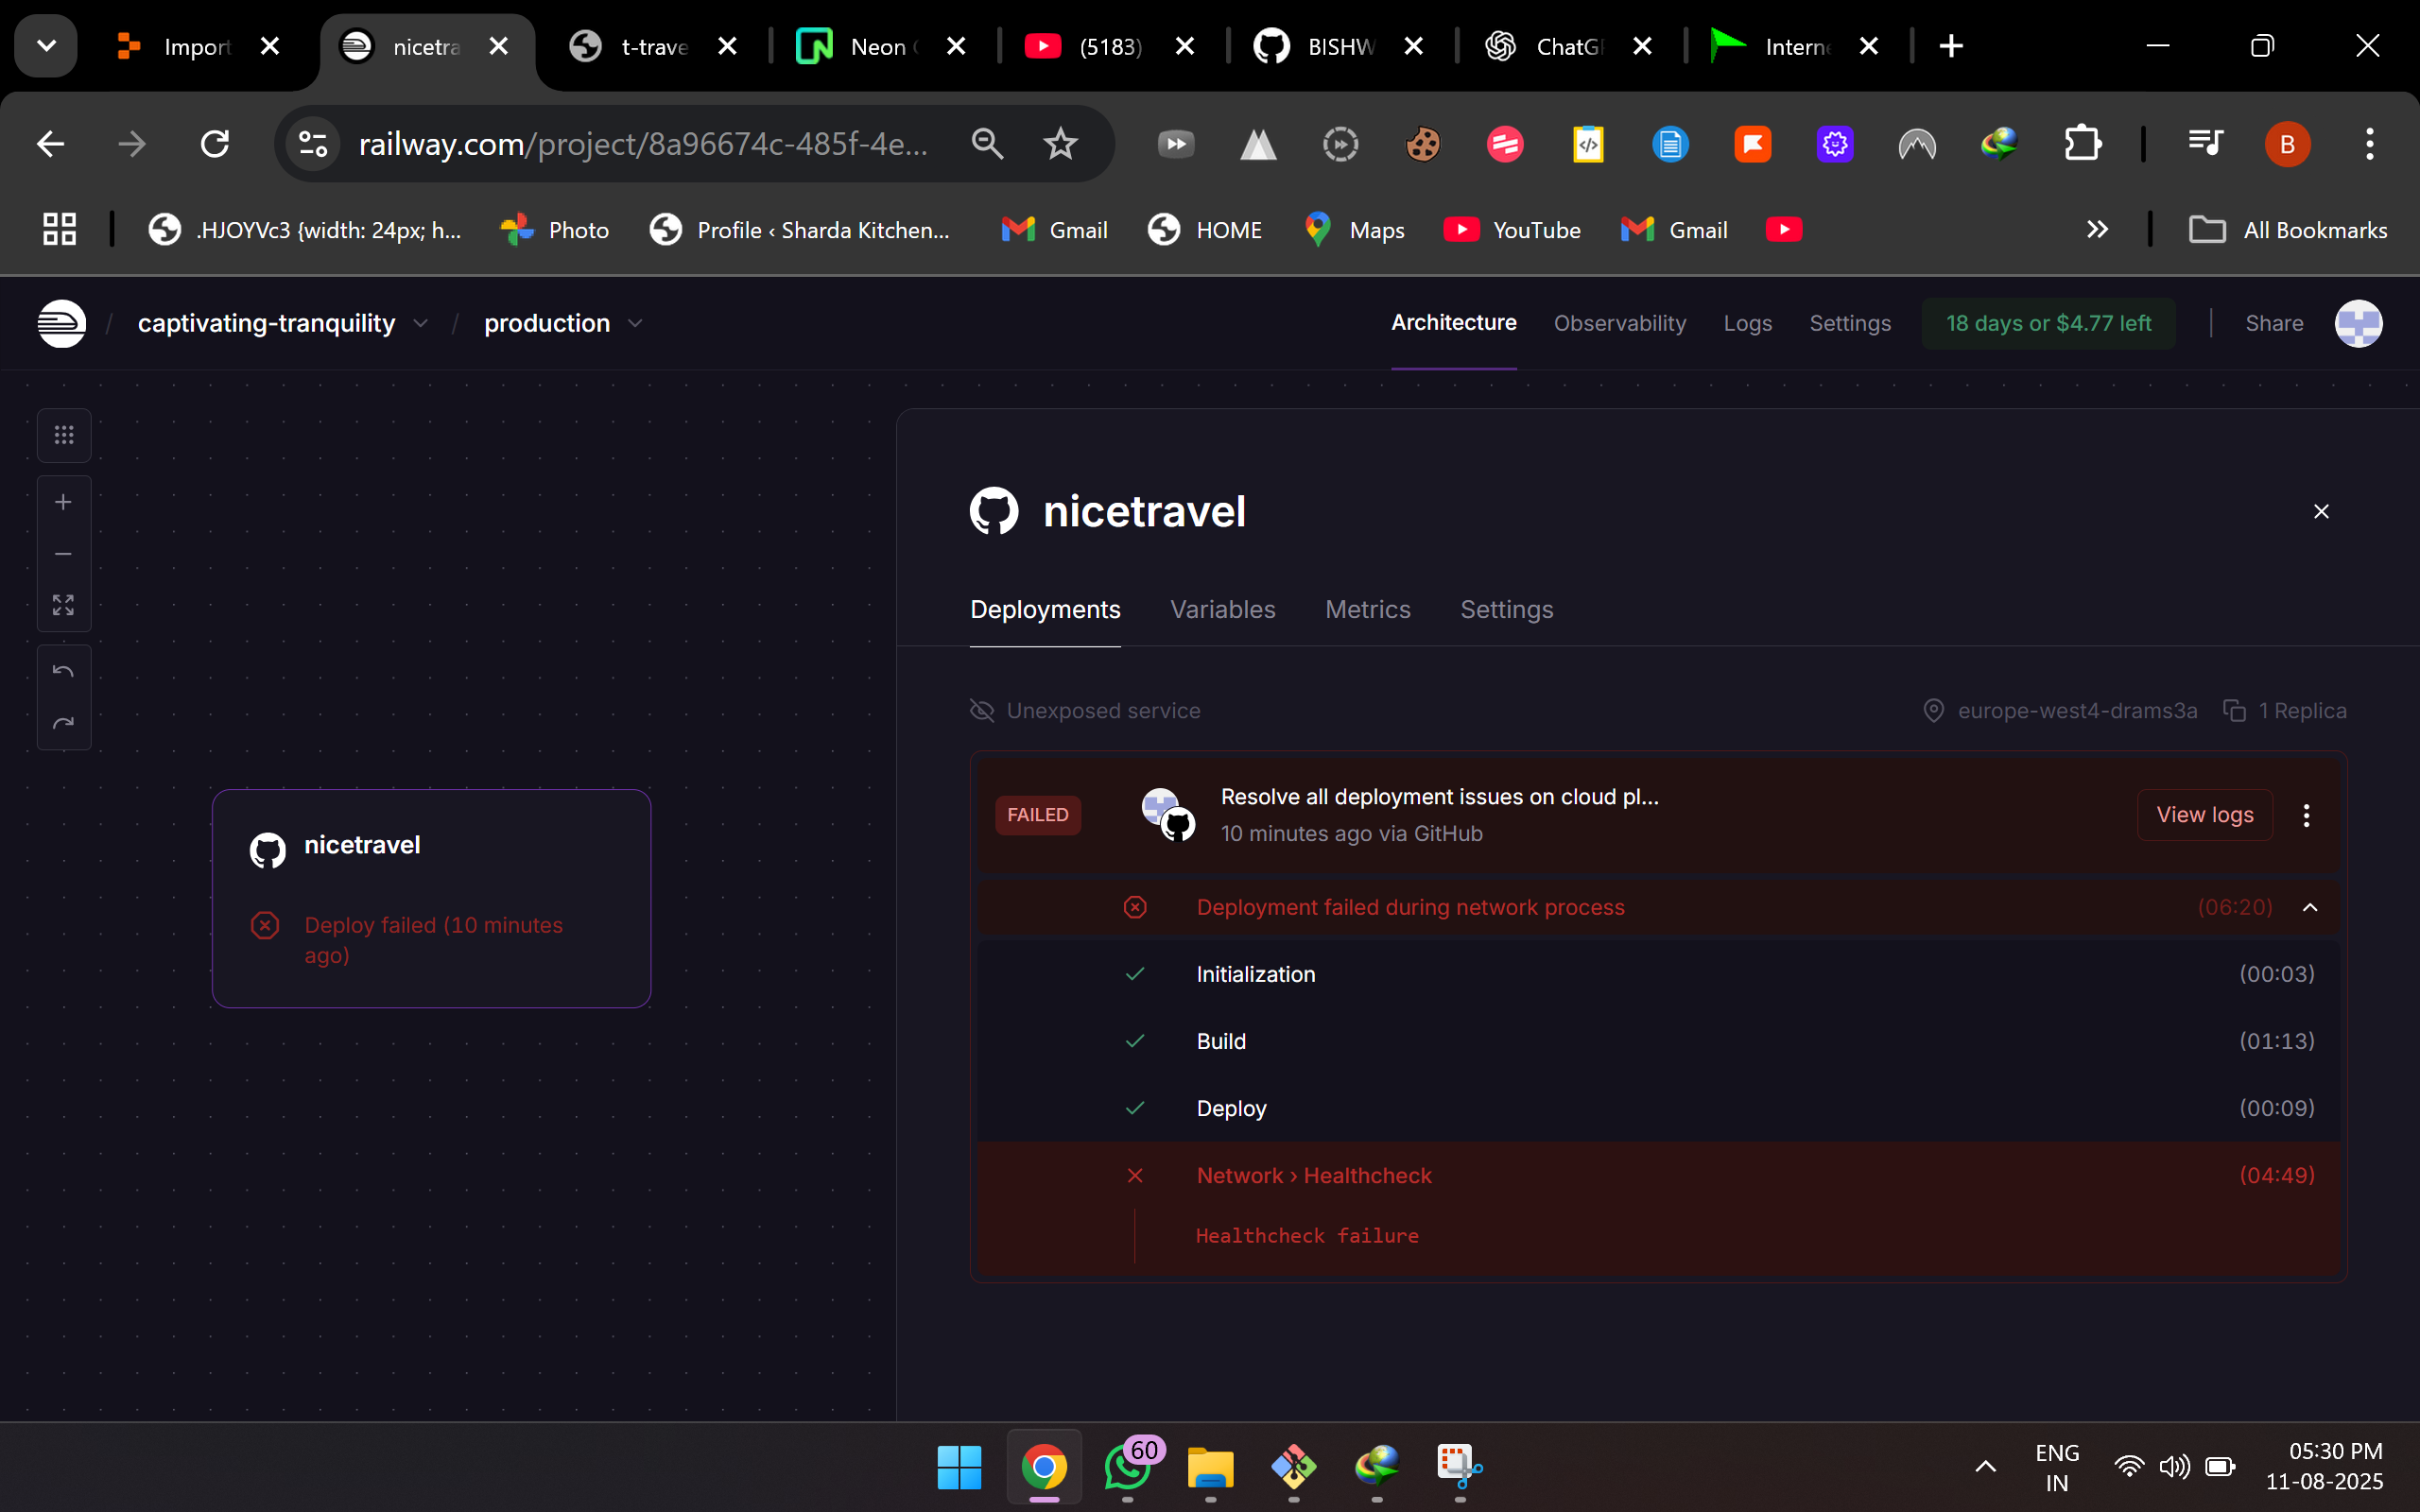 Import
nicetra
t-trave
Neon
(5183)
BISHW
ChatG
Intern
railway.com/project/8a96674c-485f-4e...
B
.HJOYVc3 {width: 24px; h...
Photo
Profile ‹ Sharda Kitchen...
Gmail
HOME
Maps
YouTube
Gmail
All Bookmarks
/ captivating-tranquility / production
Architecture
Observability
Logs
Settings
18 days or $4.77 left
Share
nicetravel
Deploy failed (10 minutes
ago)
nicetravel
Deployments
Variables
Metrics
Settings
Unexposed service
europe-west4-drams3a
1 Replica
FAILED
Resolve all deployment issues on cloud pl...
10 minutes ago via GitHub
View logs
Deployment failed during network process
(06:20)
Initialization
(00:03)
Build
(01:13)
Deploy
(00:09)
Network › Healthcheck
(04:49)
Healthcheck failure
60
ENG
IN
05:30 PM
11-08-2025